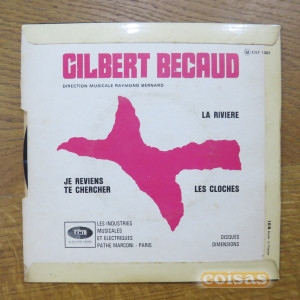 GILBERT BECAUD
DIRECTION MUSICALE RAYMOND BERNARD
LA RIVIERE
JE REVIENS
TE CHERCHER
LES CLOCHES
EMI
LES INDUSTRIES
MUSICALES
ET ELECTRIQUES
PATHE MARCONI - PARIS
DISQUES
DIMENSIONS
coisas